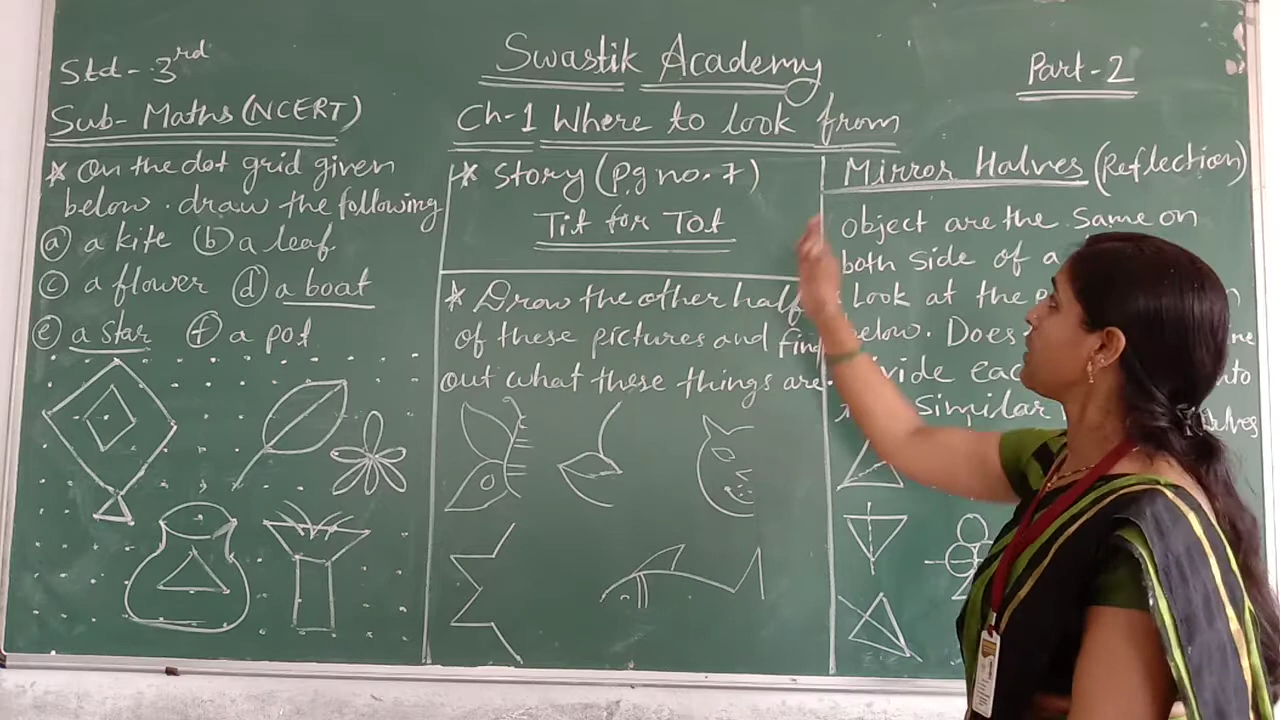 Std - 3rd
Swastik Academy
Part-2
Sub- Maths (NCERT)
Ch-1 Where to look from
* On the dot grid given
below. draw the following
(a) a kite (b) a leaf
(c) a flower (d) a boat
(e) a star (f) a pot
* Story (Pg no. 7)
Tit for Tat
* Draw the other half
of these pictures and find
out what these things are.
Mirror Halves (Reflection)
object are the same on
both side of a
Look at the
below. Does
divide each into
similar halves